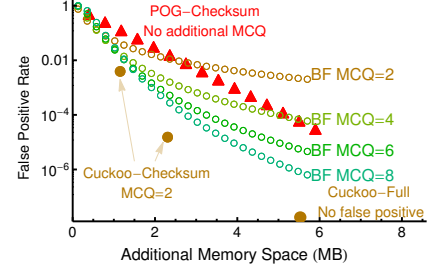 1
0.01
10⁻⁴
10⁻⁶
False Positive Rate
POG-Checksum
No additional MCQ
BF MCQ=2
BF MCQ=4
BF MCQ=6
BF MCQ=8
Cuckoo-Checksum
MCQ=2
Cuckoo-Full
No false positive
0 2 4 6 8
Additional Memory Space (MB)